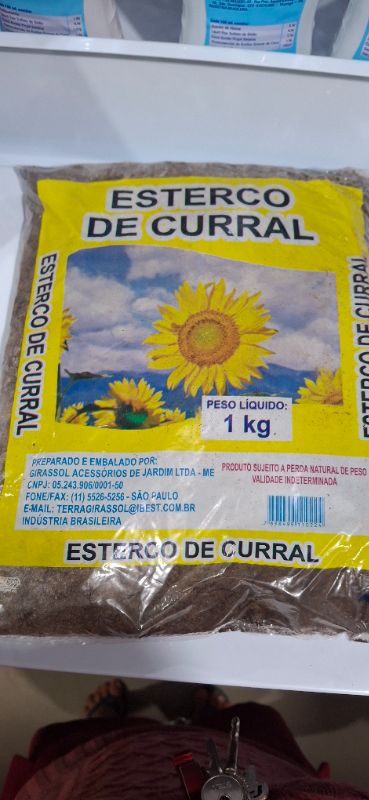 ESTERCO
DE CURRAL
ESTERCO DE CURRAL
PESO LÍQUIDO:
1 kg
PREPARADO E EMBALADO POR:
GIRASSOL ACESSÓRIOS DE JARDIM LTDA - ME
CNPJ: 05.243.906/0001-50
FONE/FAX: (11) 5526-5256 - SÃO PAULO
E-MAIL: TERRAGIRASSOL@IBEST.COM.BR
INDÚSTRIA BRASILEIRA
PRODUTO SUJEITO A PERDA NATURAL DE PESO
VALIDADE INDETERMINADA
ESTERCO DE CURRAL
ESTERCO DE CURRAL